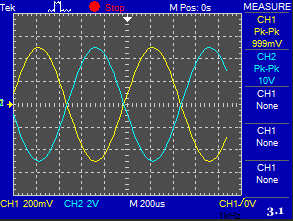 Tek Stop M Pos: 0s MEASURE
CH1
Pk-Pk
999mV
CH2
Pk-Pk
10V
CH1
None
CH1
None
CH1
None
2
CH1 200mV CH2 2V M 200us CH1/0V
3.1